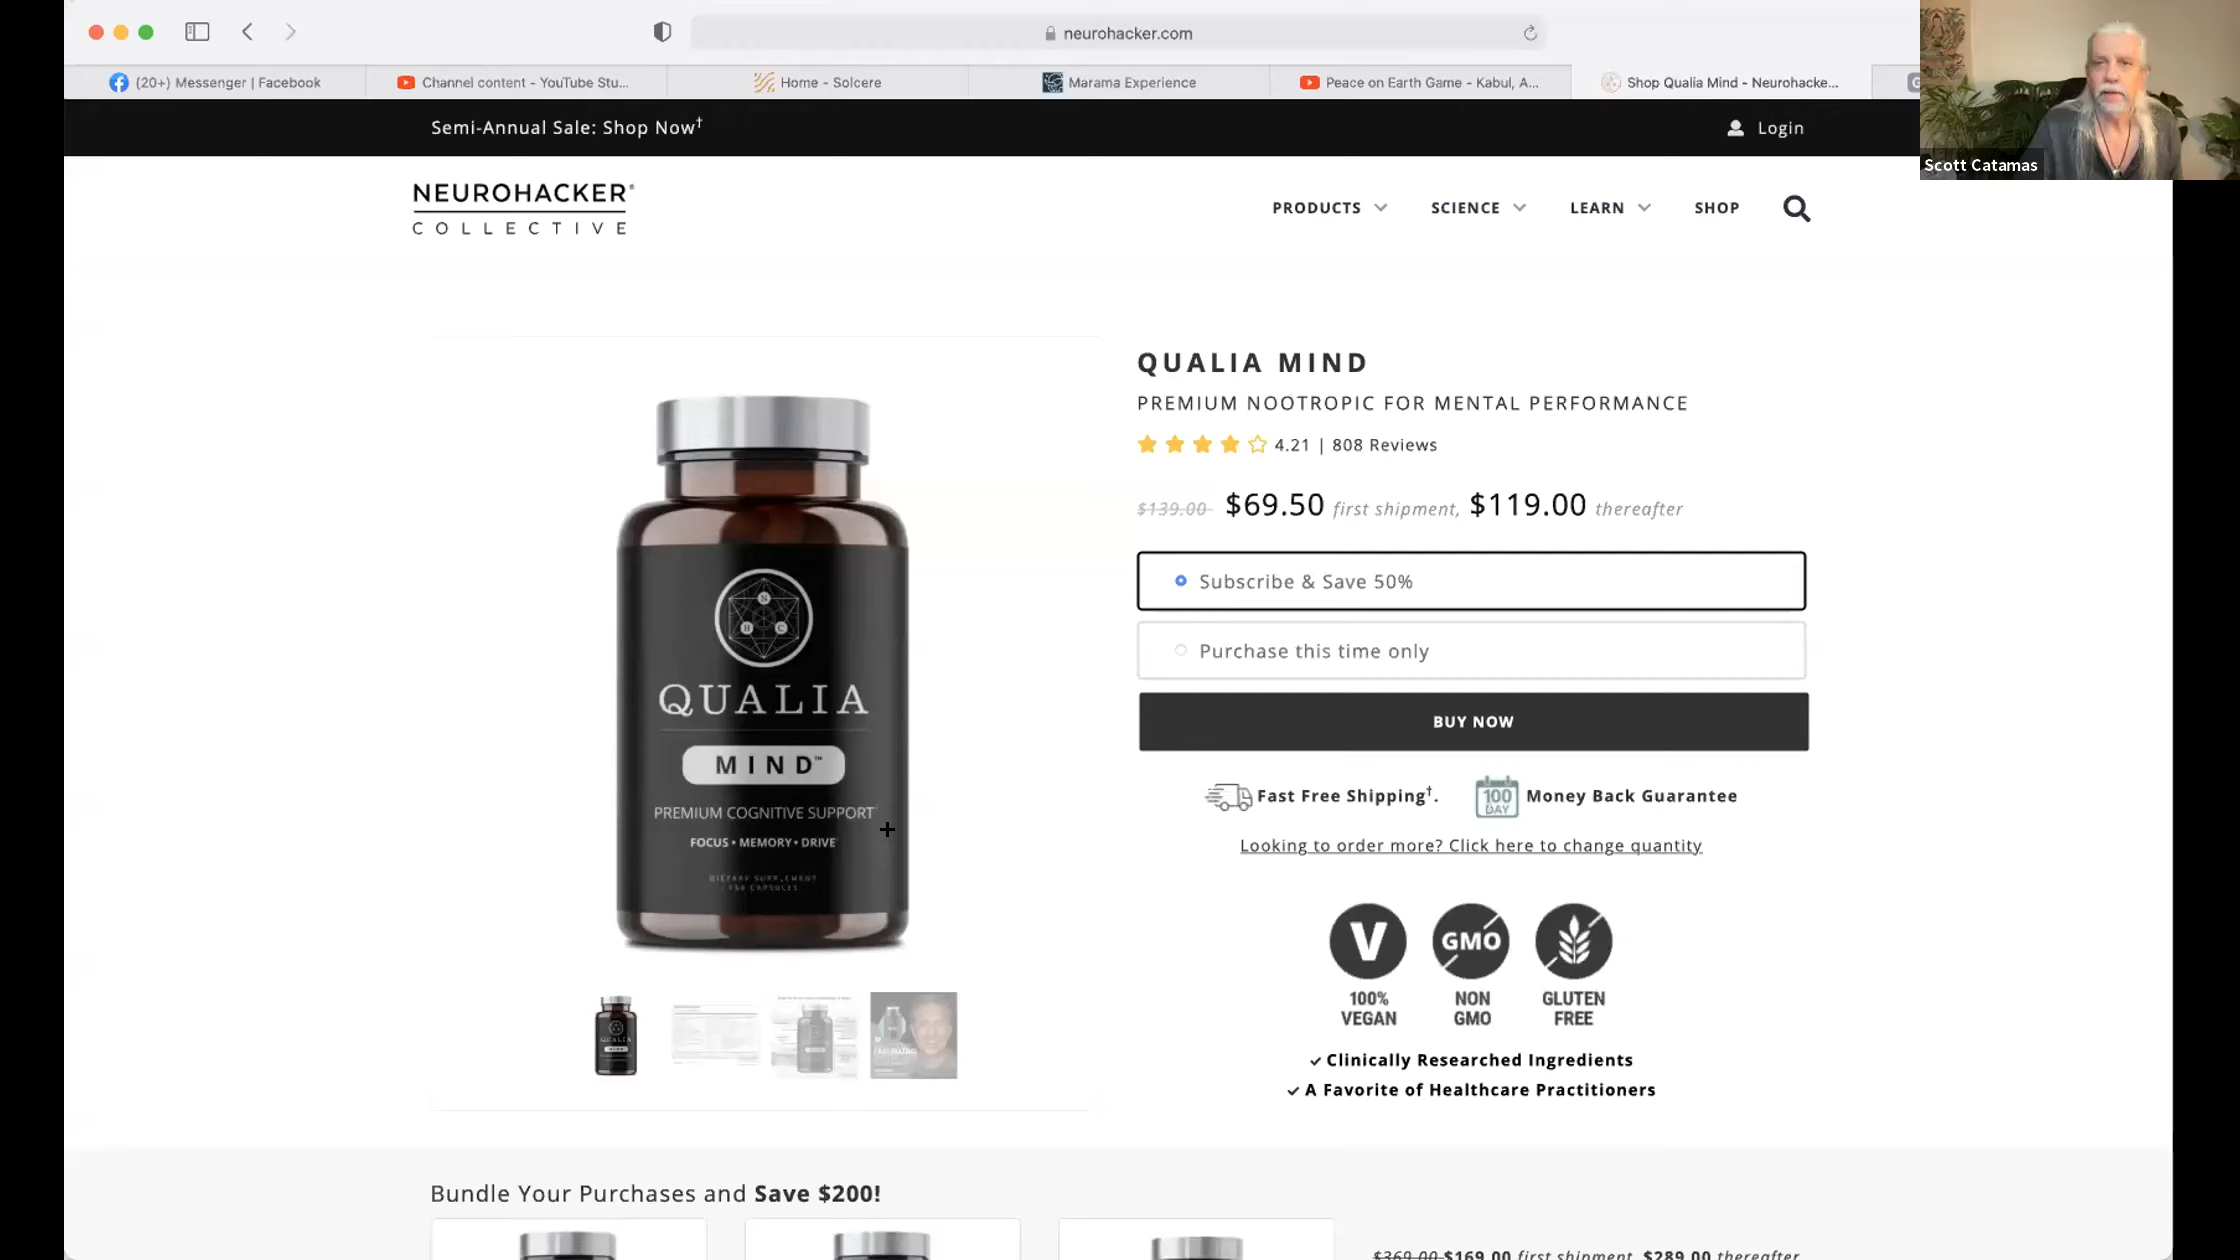 neurohacker.com
(20+) Messenger | Facebook
Channel content - YouTube Stu...
Home - Solcere
Marama Experience
Peace on Earth Game - Kabul, A...
Shop Qualia Mind - Neurohacke...
Scott Catamas
Semi-Annual Sale: Shop Now†
Login
NEUROHACKER®
COLLECTIVE
PRODUCTS
SCIENCE
LEARN
SHOP
QUALIA MIND
PREMIUM NOOTROPIC FOR MENTAL PERFORMANCE
4.21 | 808 Reviews
$139.00 $69.50 first shipment, $119.00 thereafter
Subscribe & Save 50%
Purchase this time only
BUY NOW
Fast Free Shipping†.
100 DAY
Money Back Guarantee
Looking to order more? Click here to change quantity
V
GMO
100% VEGAN
NON GMO
GLUTEN FREE
Clinically Researched Ingredients
A Favorite of Healthcare Practitioners
N
H C
QUALIA
MIND™
PREMIUM COGNITIVE SUPPORT
FOCUS • MEMORY • DRIVE
DIETARY SUPPLEMENT
Bundle Your Purchases and Save $200!
$369.00 $169.00 first shipment, $289.00 thereafter